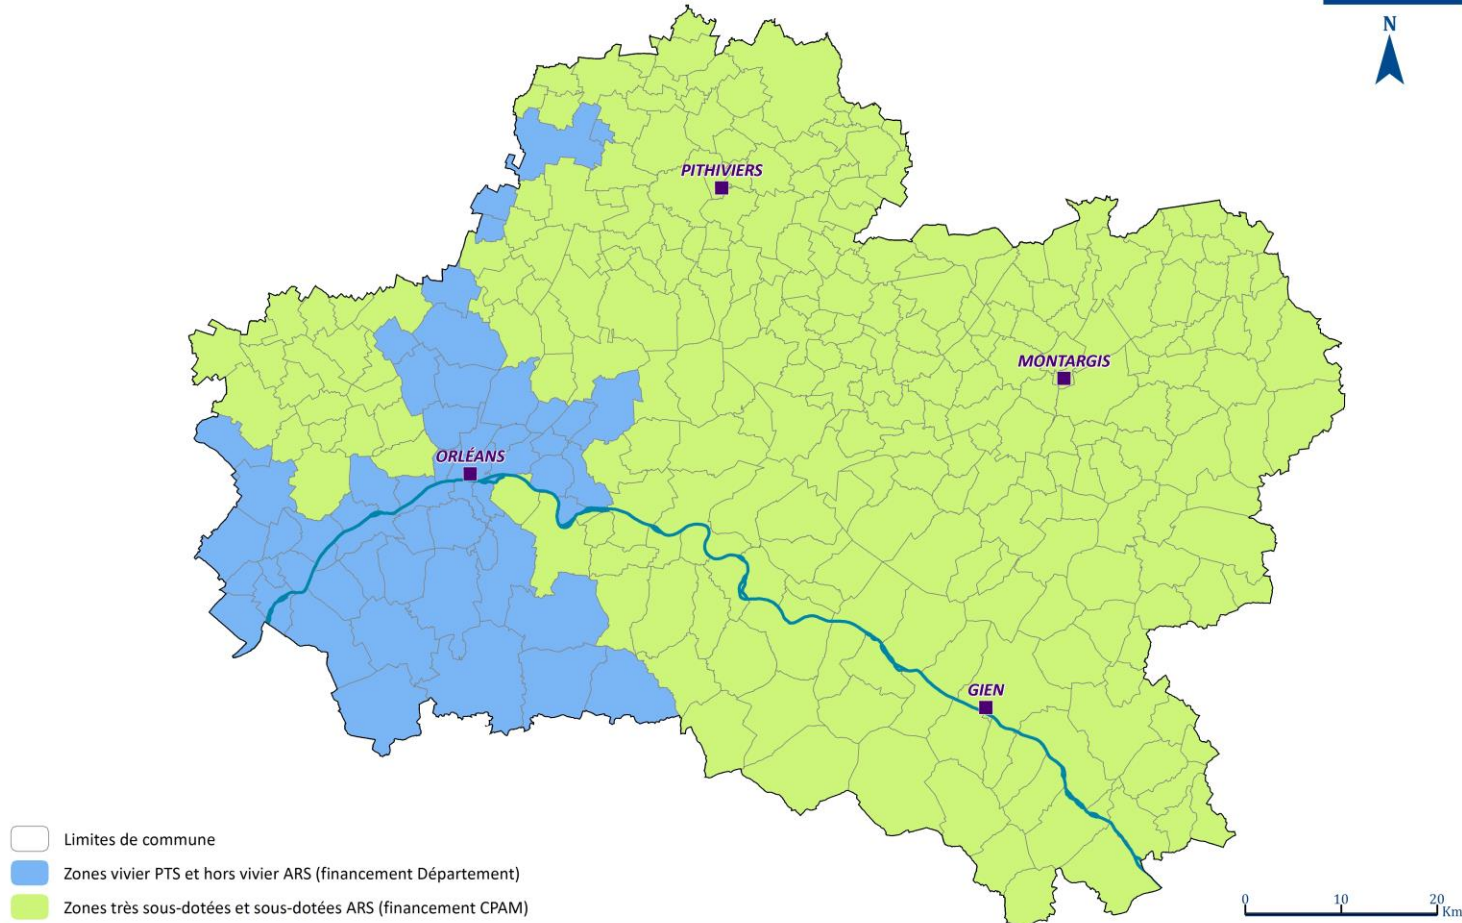 N
PITHIVIERS
MONTARGIS
ORLÉANS
GIEN
Limites de commune
Zones vivier PTS et hors vivier ARS (financement Département)
Zones très sous-dotées et sous-dotées ARS (financement CPAM)
0 10 20
Km